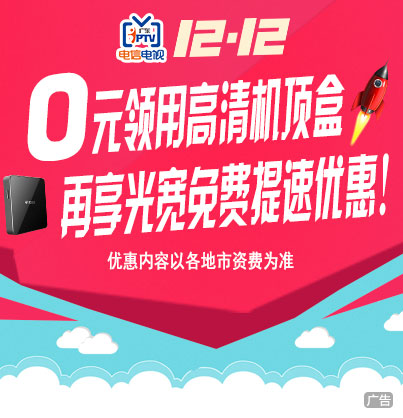 广东
IPTV
电信电视
12-12
0元领用高清机顶盒
再享光宽免费提速优惠!
优惠内容以各地市资费为准
广告